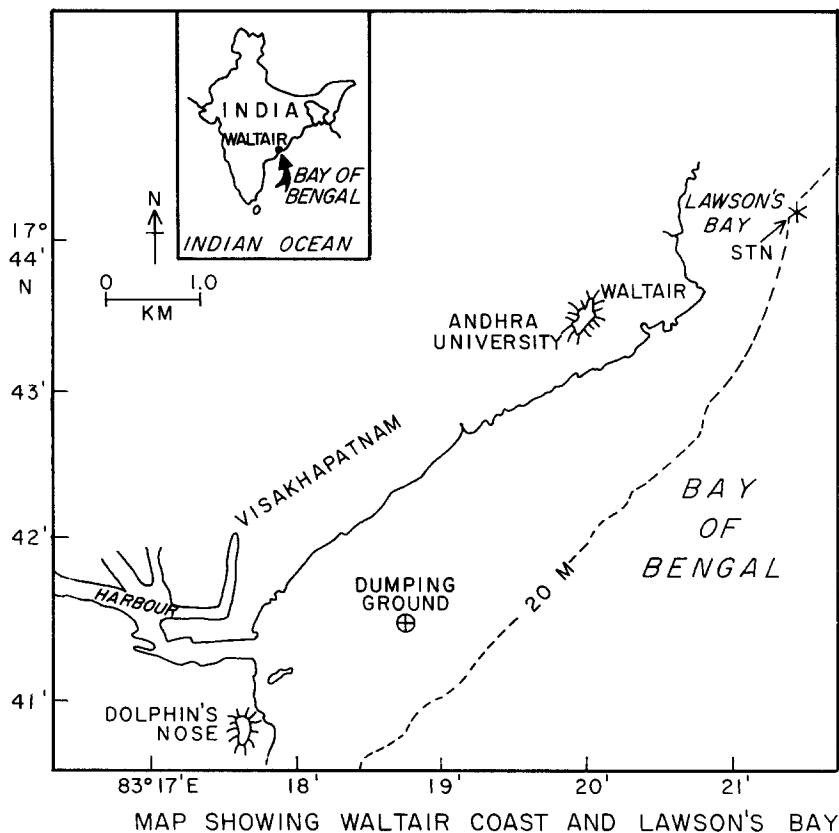 INDIA
WALTAIR
BAY OF
BENGAL
INDIAN OCEAN
N
17°
44'
N
0 1.0
KM
LAWSON'S
BAY
STN
WALTAIR
ANDHRA
UNIVERSITY
43'
VISAKHAPATNAM
BAY
OF
BENGAL
42'
DUMPING
GROUND
20 M
HARBOUR
41'
DOLPHIN'S
NOSE
83° 17'E 18' 19' 20' 21'
MAP SHOWING WALTAIR COAST AND LAWSON'S BAY